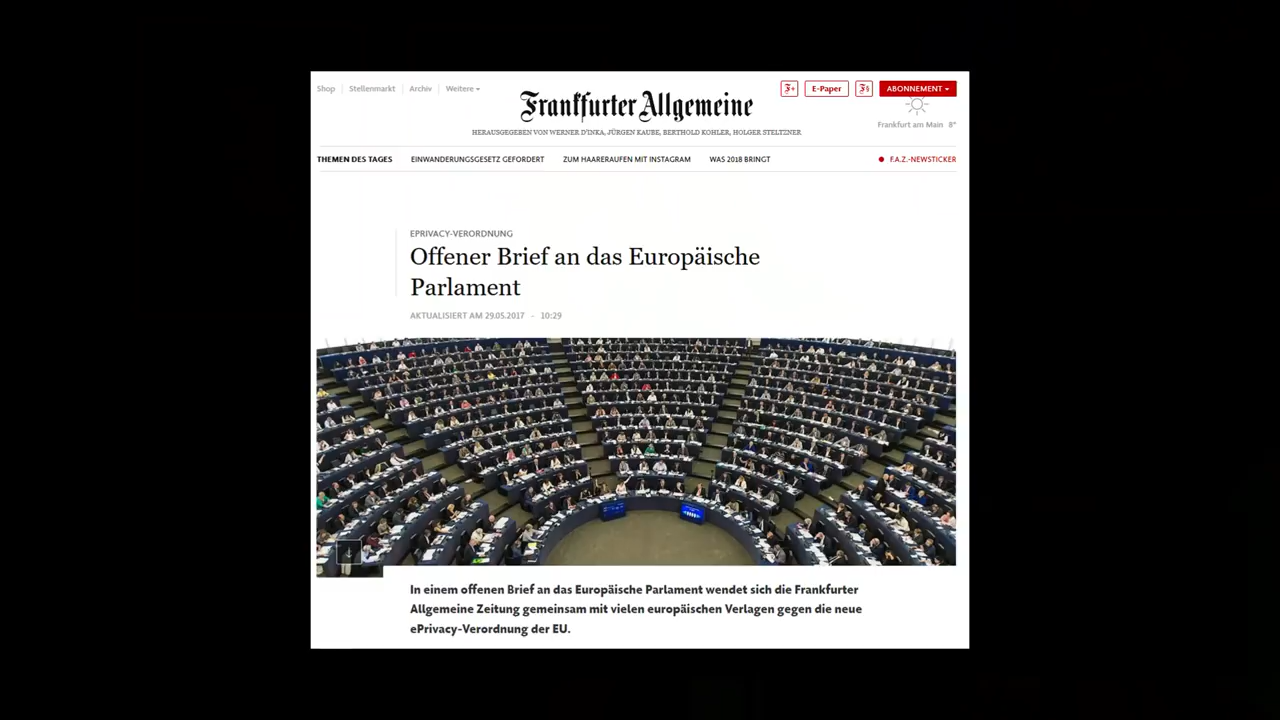 Shop Stellenmarkt Archiv Weitere
Frankfurter Allgemeine
F+ E-Paper F§ ABONNEMENT
HERAUSGEGEBEN VON WERNER D'INKA, JÜRGEN KAUBE, BERTHOLD KOHLER, HOLGER STELTZNER
Frankfurt am Main 8°
THEMEN DES TAGES EINWANDERUNGSGESETZ GEFORDERT ZUM HAARERAUFEN MIT INSTAGRAM WAS 2018 BRINGT F.A.Z.-NEWSTICKER
EPRIVACY-VERORDNUNG
Offener Brief an das Europäische
Parlament
AKTUALISIERT AM 29.05.2017 - 10:29
In einem offenen Brief an das Europäische Parlament wendet sich die Frankfurter
Allgemeine Zeitung gemeinsam mit vielen europäischen Verlagen gegen die neue
ePrivacy-Verordnung der EU.